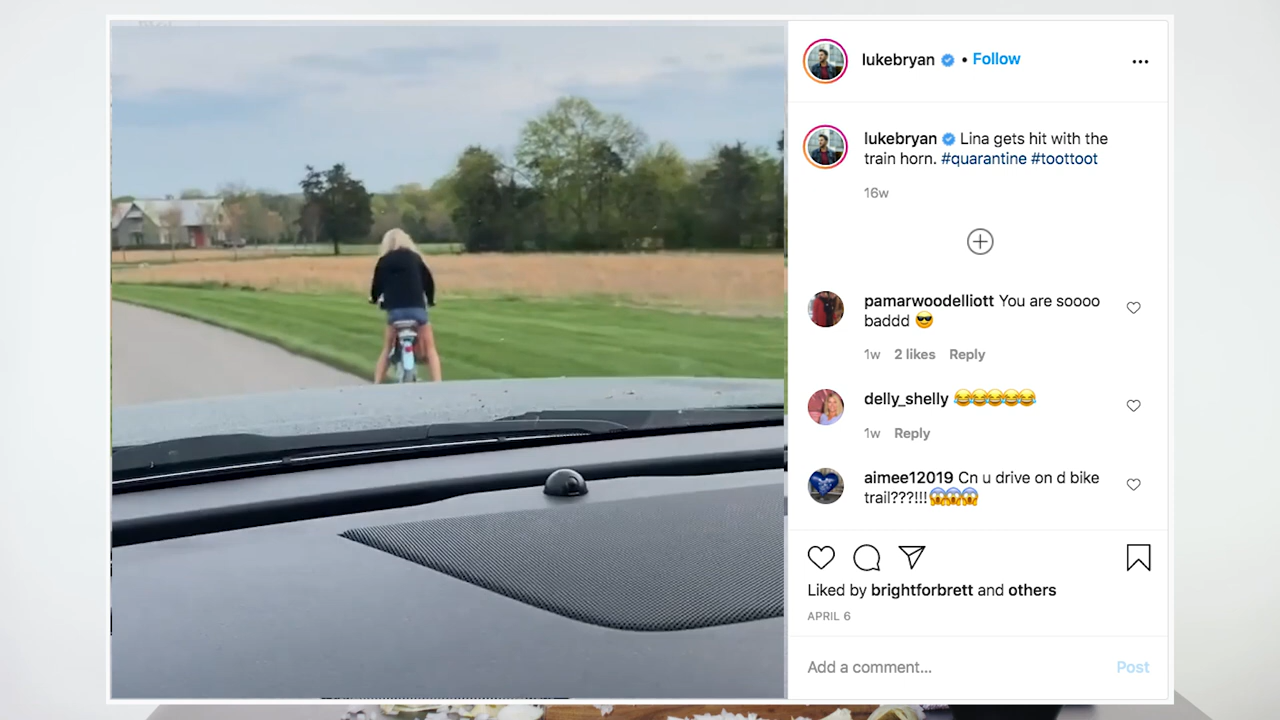 lukebryan • Follow
lukebryan Lina gets hit with the
train horn. #quarantine #toottoot
16w
pamarwoodelliott You are soooo
baddd 😎
1w 2 likes Reply
delly_shelly 😂😂😂😂😂
1w Reply
aimee12019 Cn u drive on d bike
trail???!!!😱😱😱
Liked by brightforbrett and others
APRIL 6
Add a comment... Post